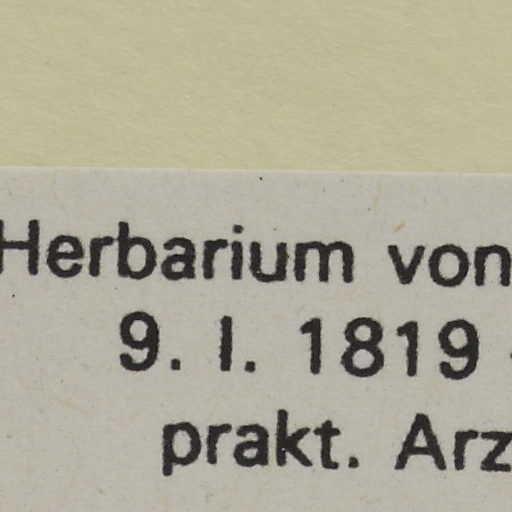 Herbarium von
9. I. 1819
prakt. Arz